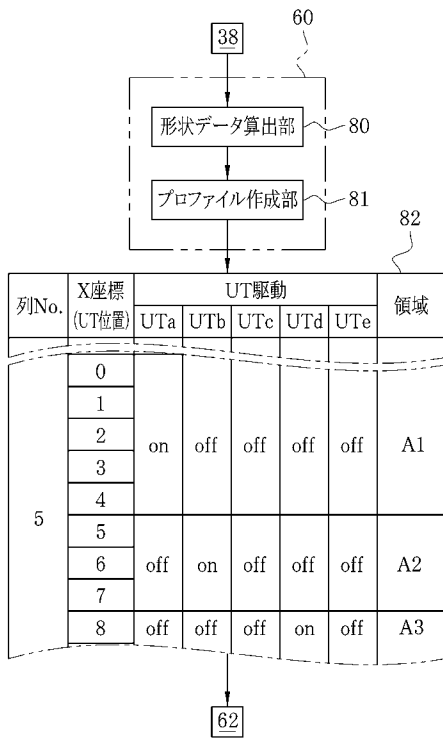 60
38
形状データ算出部
80
プロファイル作成部
81
82
列No.
X座標
(UT位置)
UT駆動
領域
UTa UTb UTc UTd UTe
0
1
2
3
4
on off off off off A1
5
5
6
7
off on off off off A2
8 off off off on off A3
62